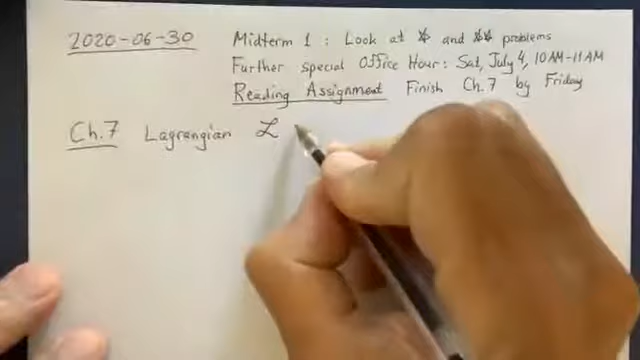 2020-06-30 Midterm 1 : Look at * and ** problems
Further special Office Hour: Sat, July 4, 10AM-11AM
Reading Assignment Finish Ch.7 by Friday
Ch.7 Lagrangian ℒ